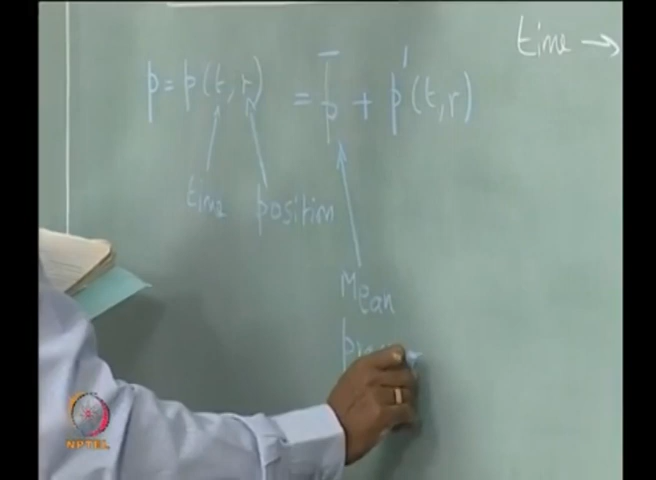 time →
p = p(t, r) = p̄ + p'(t, r)
time position
Mean
NPTEL